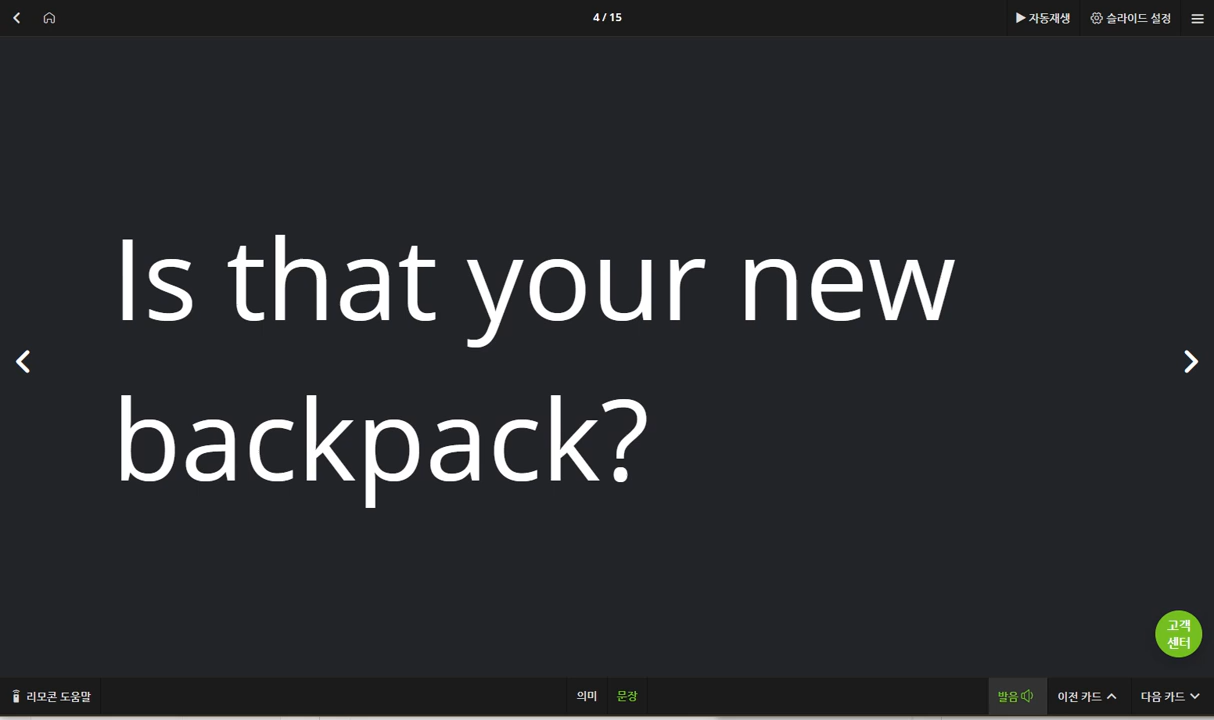 4 / 15
자동재생
슬라이드 설정
Is that your new
backpack?
고객
센터
리모콘 도움말
의미
문장
발음
이전 카드
다음 카드